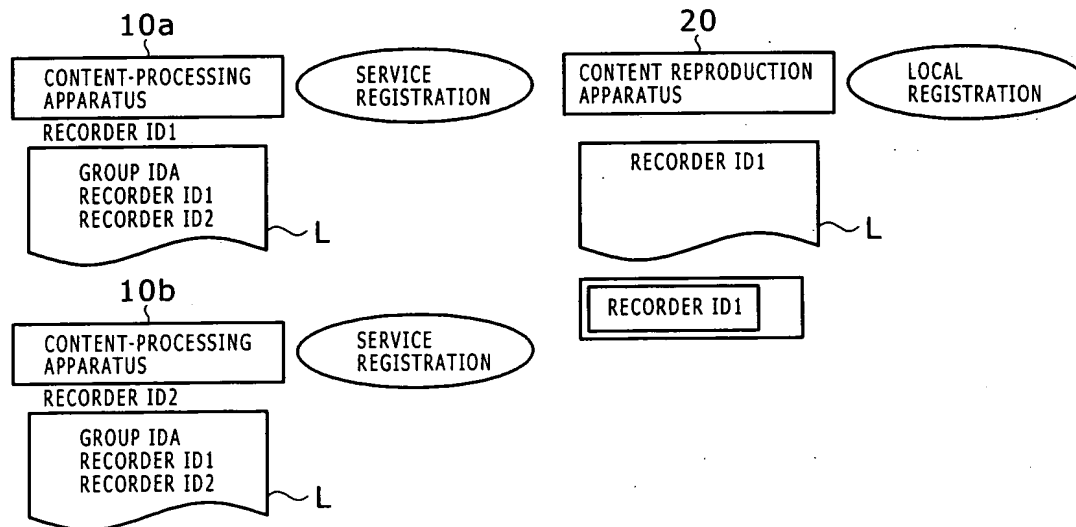 10a
CONTENT-PROCESSING
APPARATUS
SERVICE
REGISTRATION
RECORDER ID1
GROUP IDA
RECORDER ID1
RECORDER ID2
L
10b
CONTENT-PROCESSING
APPARATUS
SERVICE
REGISTRATION
RECORDER ID2
GROUP IDA
RECORDER ID1
RECORDER ID2
L
20
CONTENT REPRODUCTION
APPARATUS
LOCAL
REGISTRATION
RECORDER ID1
L
RECORDER ID1